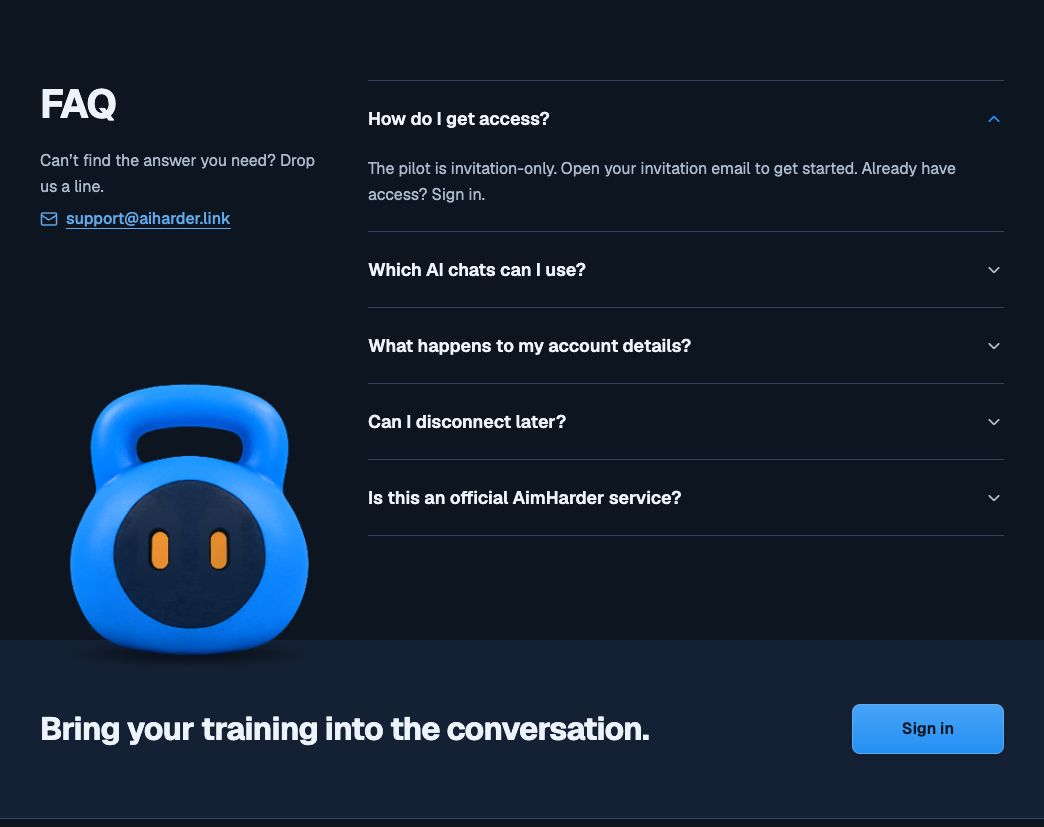 FAQ
Can’t find the answer you need? Drop
us a line.
support@aiharder.link
How do I get access?
The pilot is invitation-only. Open your invitation email to get started. Already have
access? Sign in.
Which AI chats can I use?
What happens to my account details?
Can I disconnect later?
Is this an official AimHarder service?
Bring your training into the conversation.
Sign in